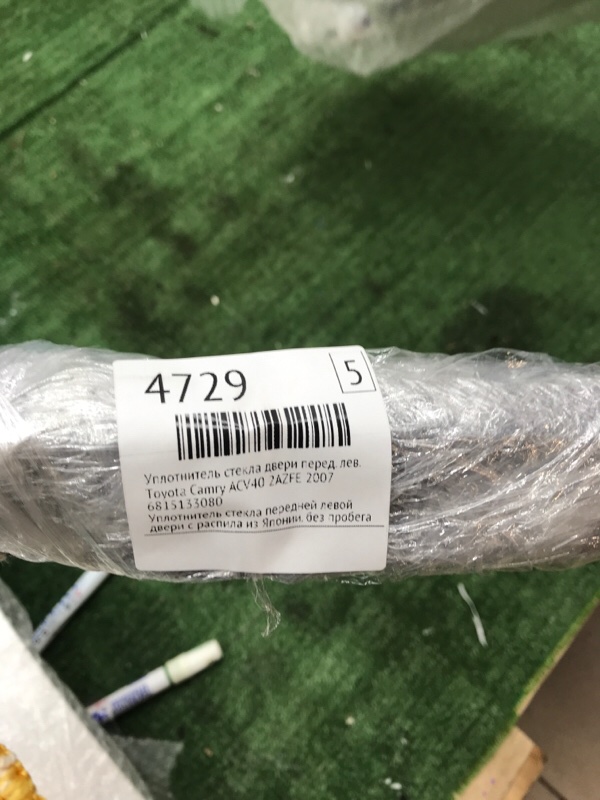 4729
5
Уплотнитель стекла двери перед. лев.
Toyota Camry ACV40 2AZFE 2007
6815133080
Уплотнитель стекла передней левой
двери с распила из Японии, без пробега